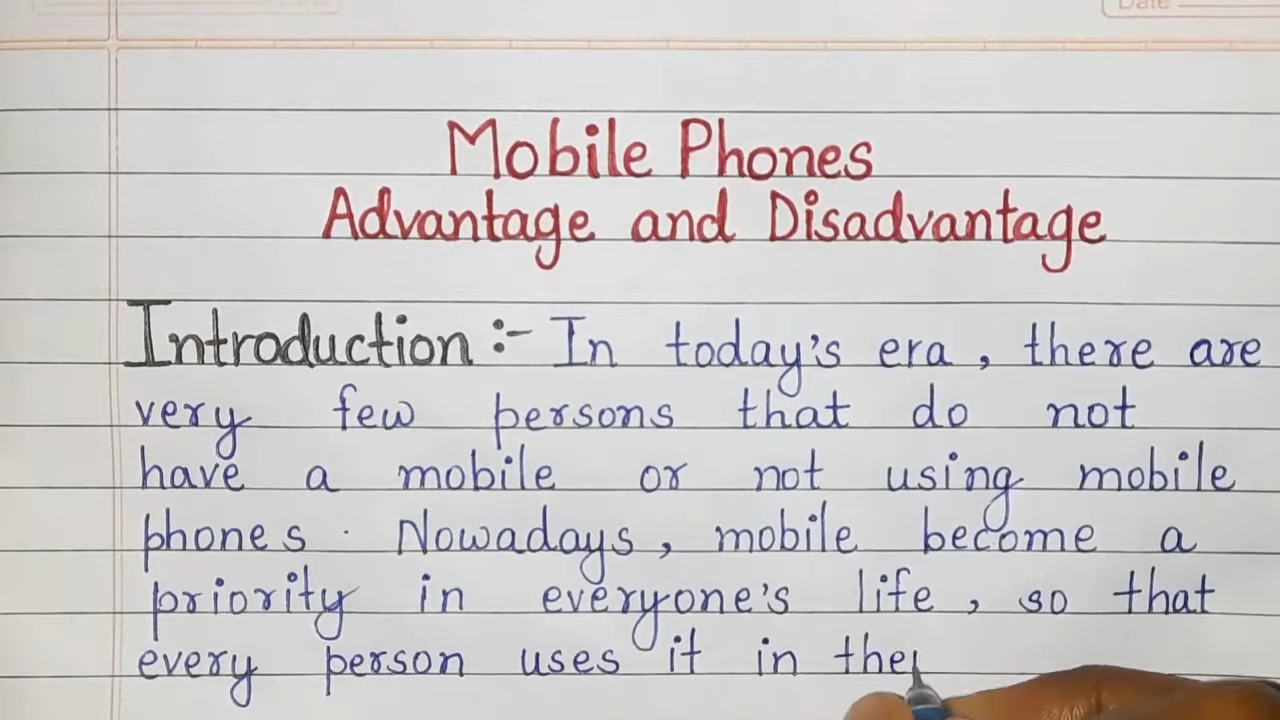 Date
Mobile Phones
Advantage and Disadvantage
Introduction :- In today's era, there are
very few persons that do not
have a mobile or not using mobile
phones. Nowadays, mobile become a
priority in everyone's life, so that
every person uses it in the